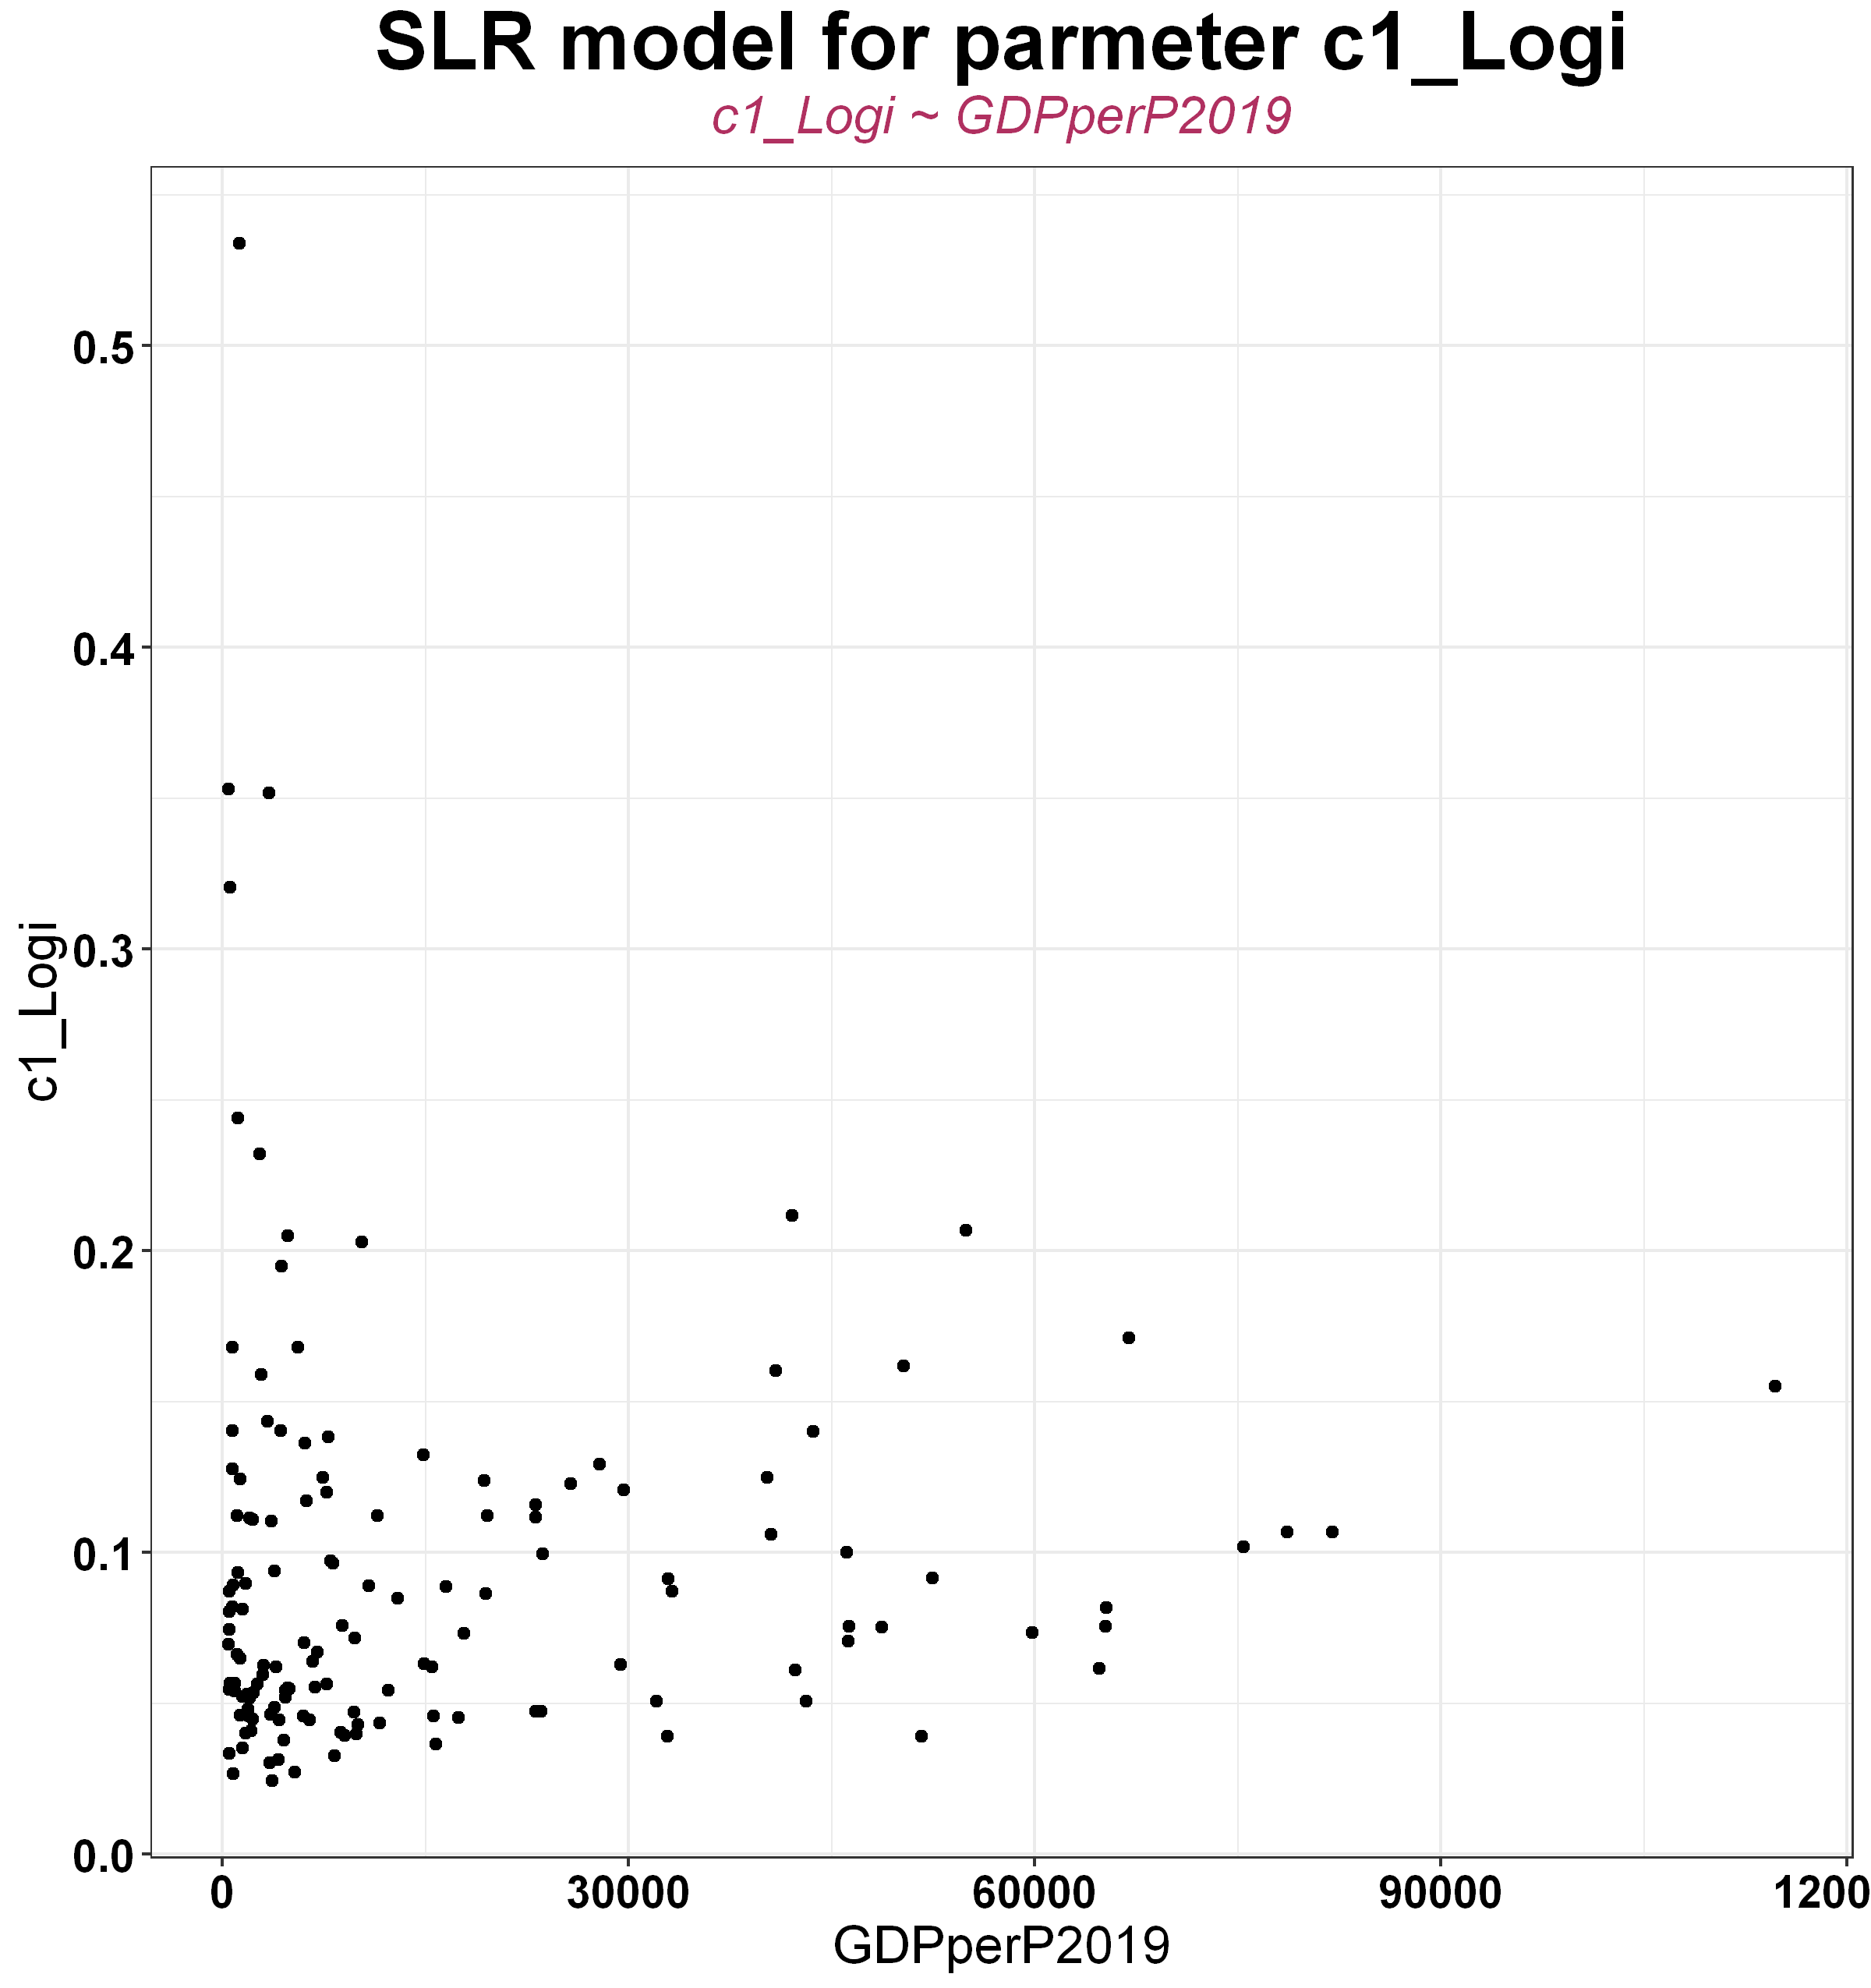 SLR model for parmeter c1_Logi
c1_Logi ~ GDPperP2019
c1_Logi
0.5
0.4
0.3
0.2
0.1
0.0
0 30000 60000 90000 1200
GDPperP2019